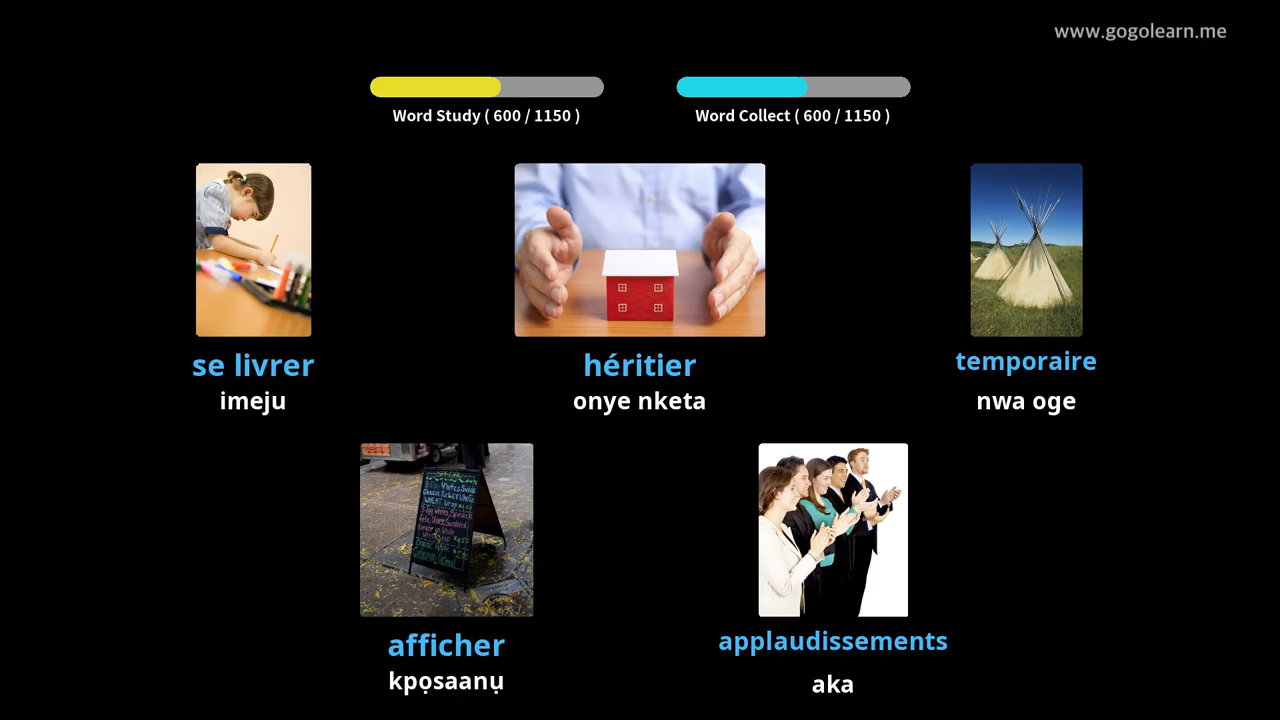 www.gogolearn.me
Word Study ( 600 / 1150 )
Word Collect ( 600 / 1150 )
se livrer
imeju
héritier
onye nketa
temporaire
nwa oge
afficher
kpọsaanụ
applaudissements
aka